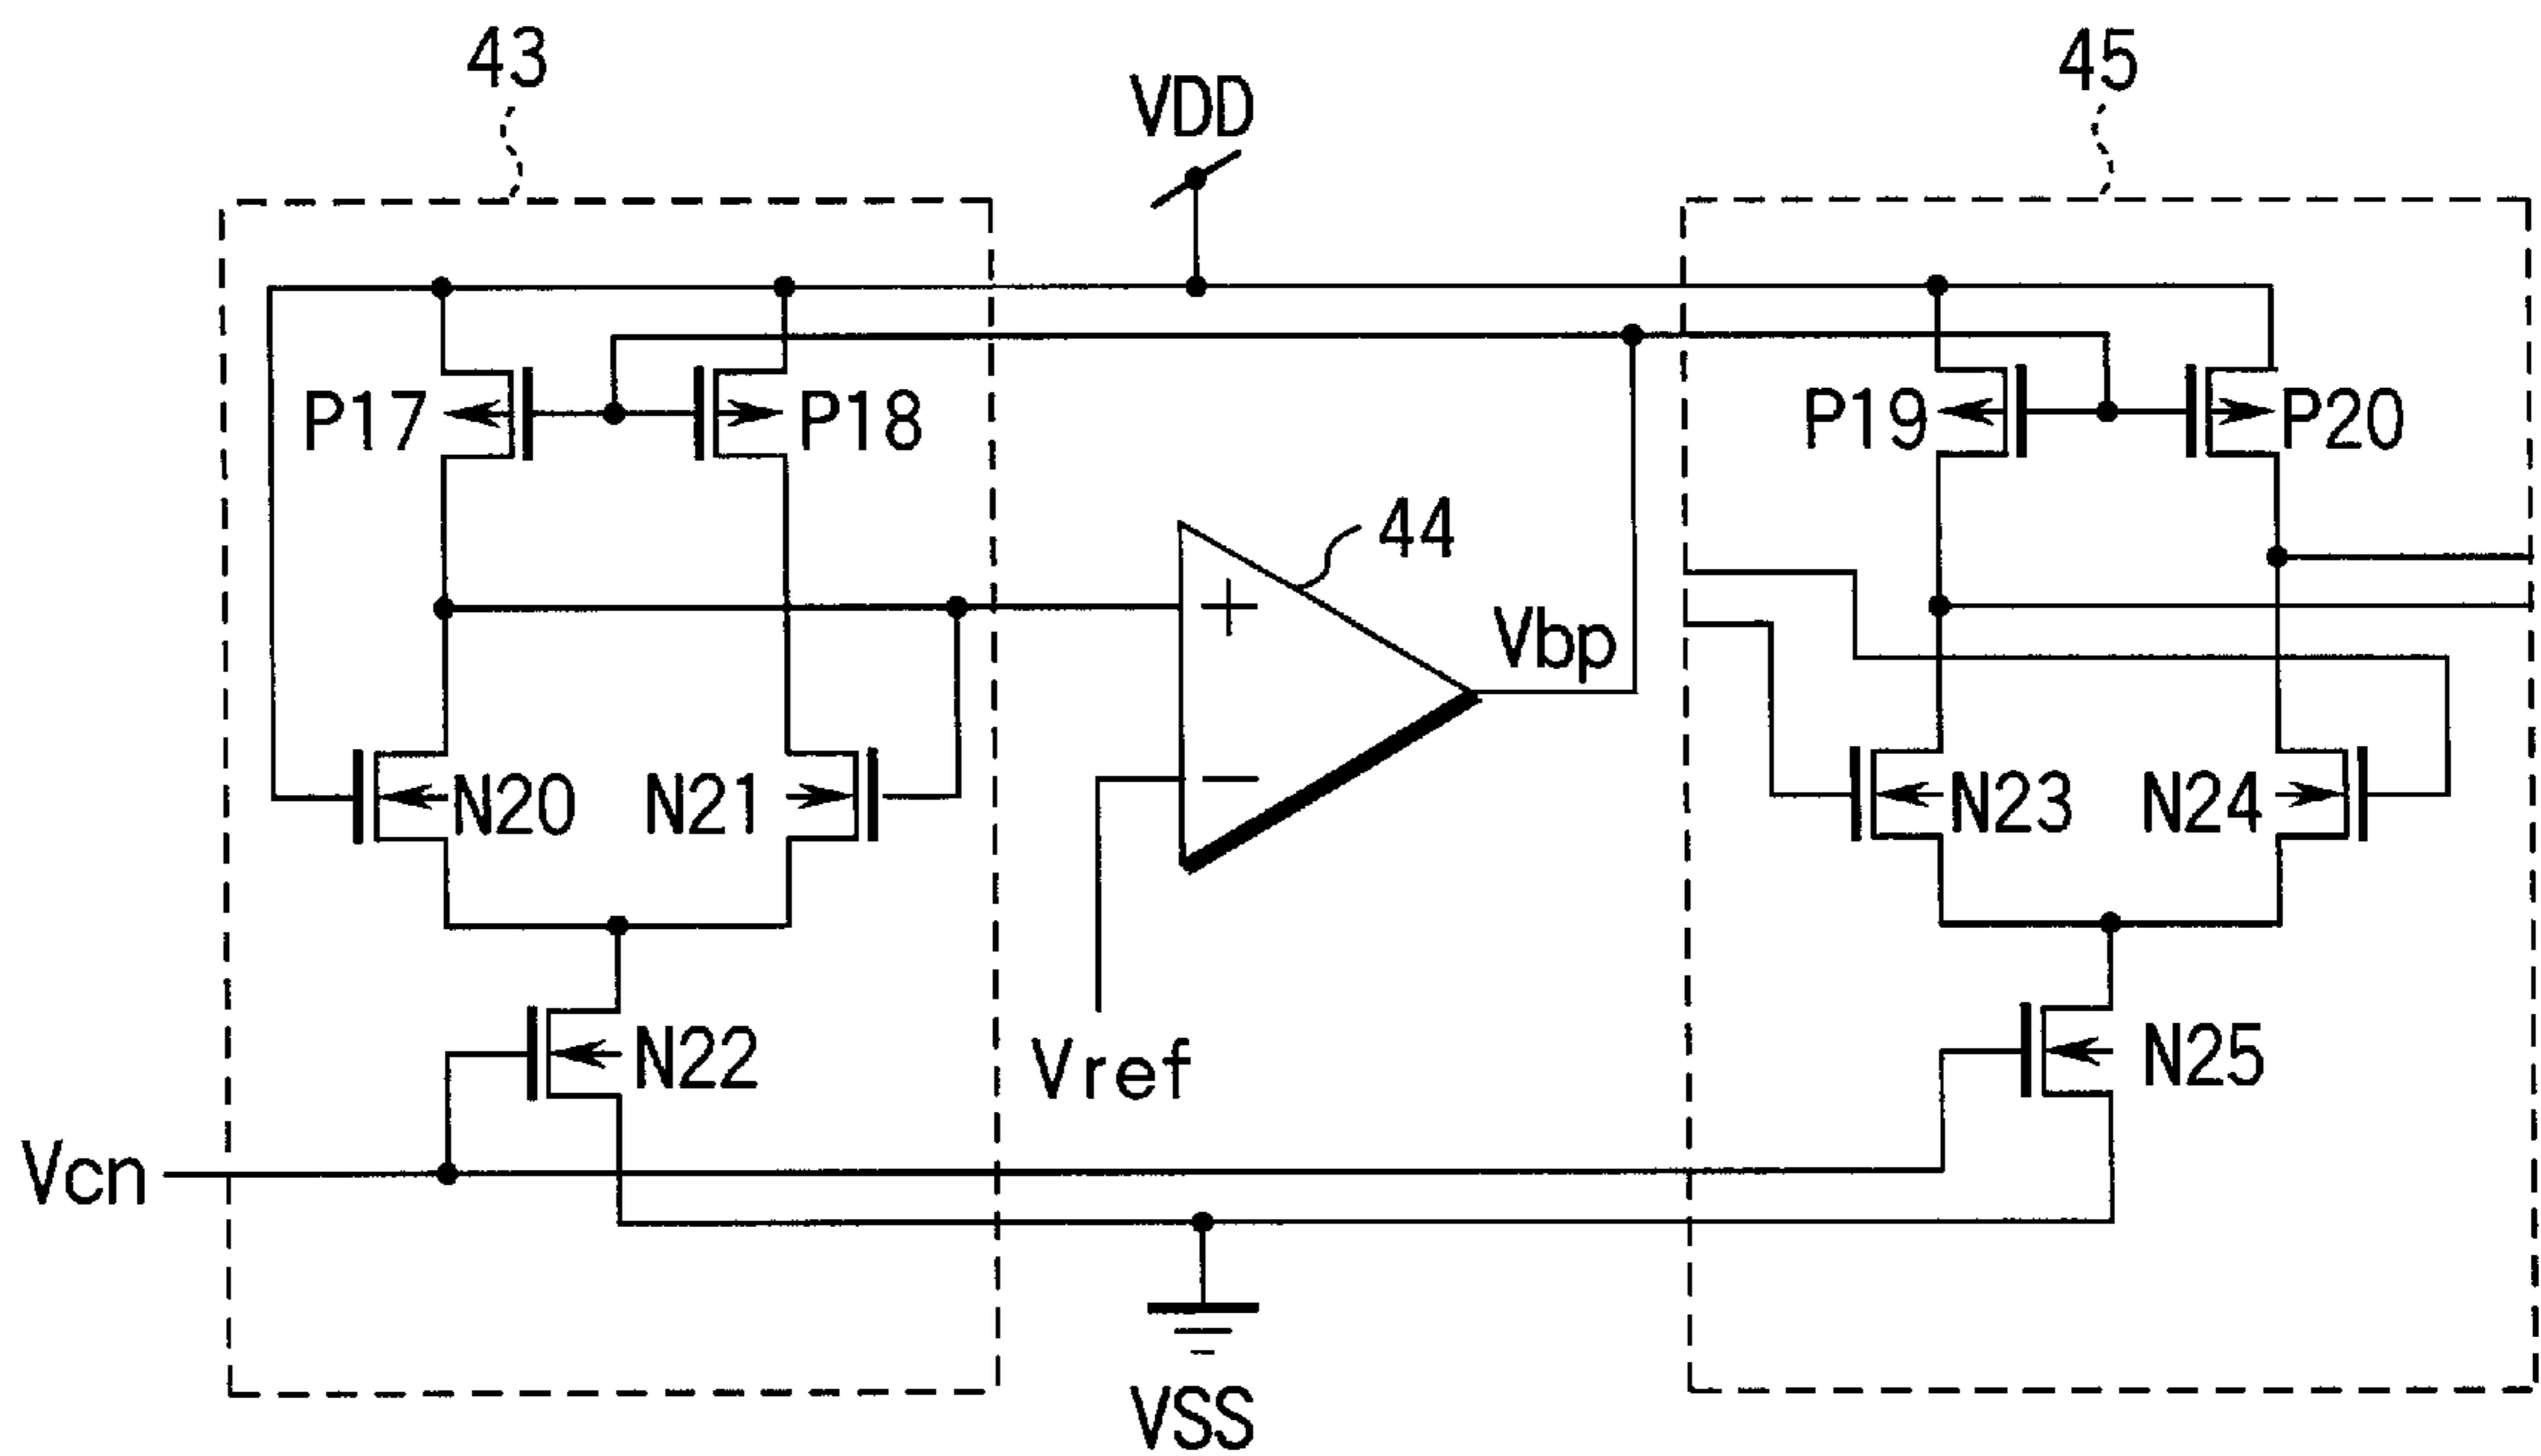 43
45
VDD
P17
P18
P19
P20
44
+
Vbp
N20
N21
−
N23
N24
N22
Vref
N25
Vcn
VSS